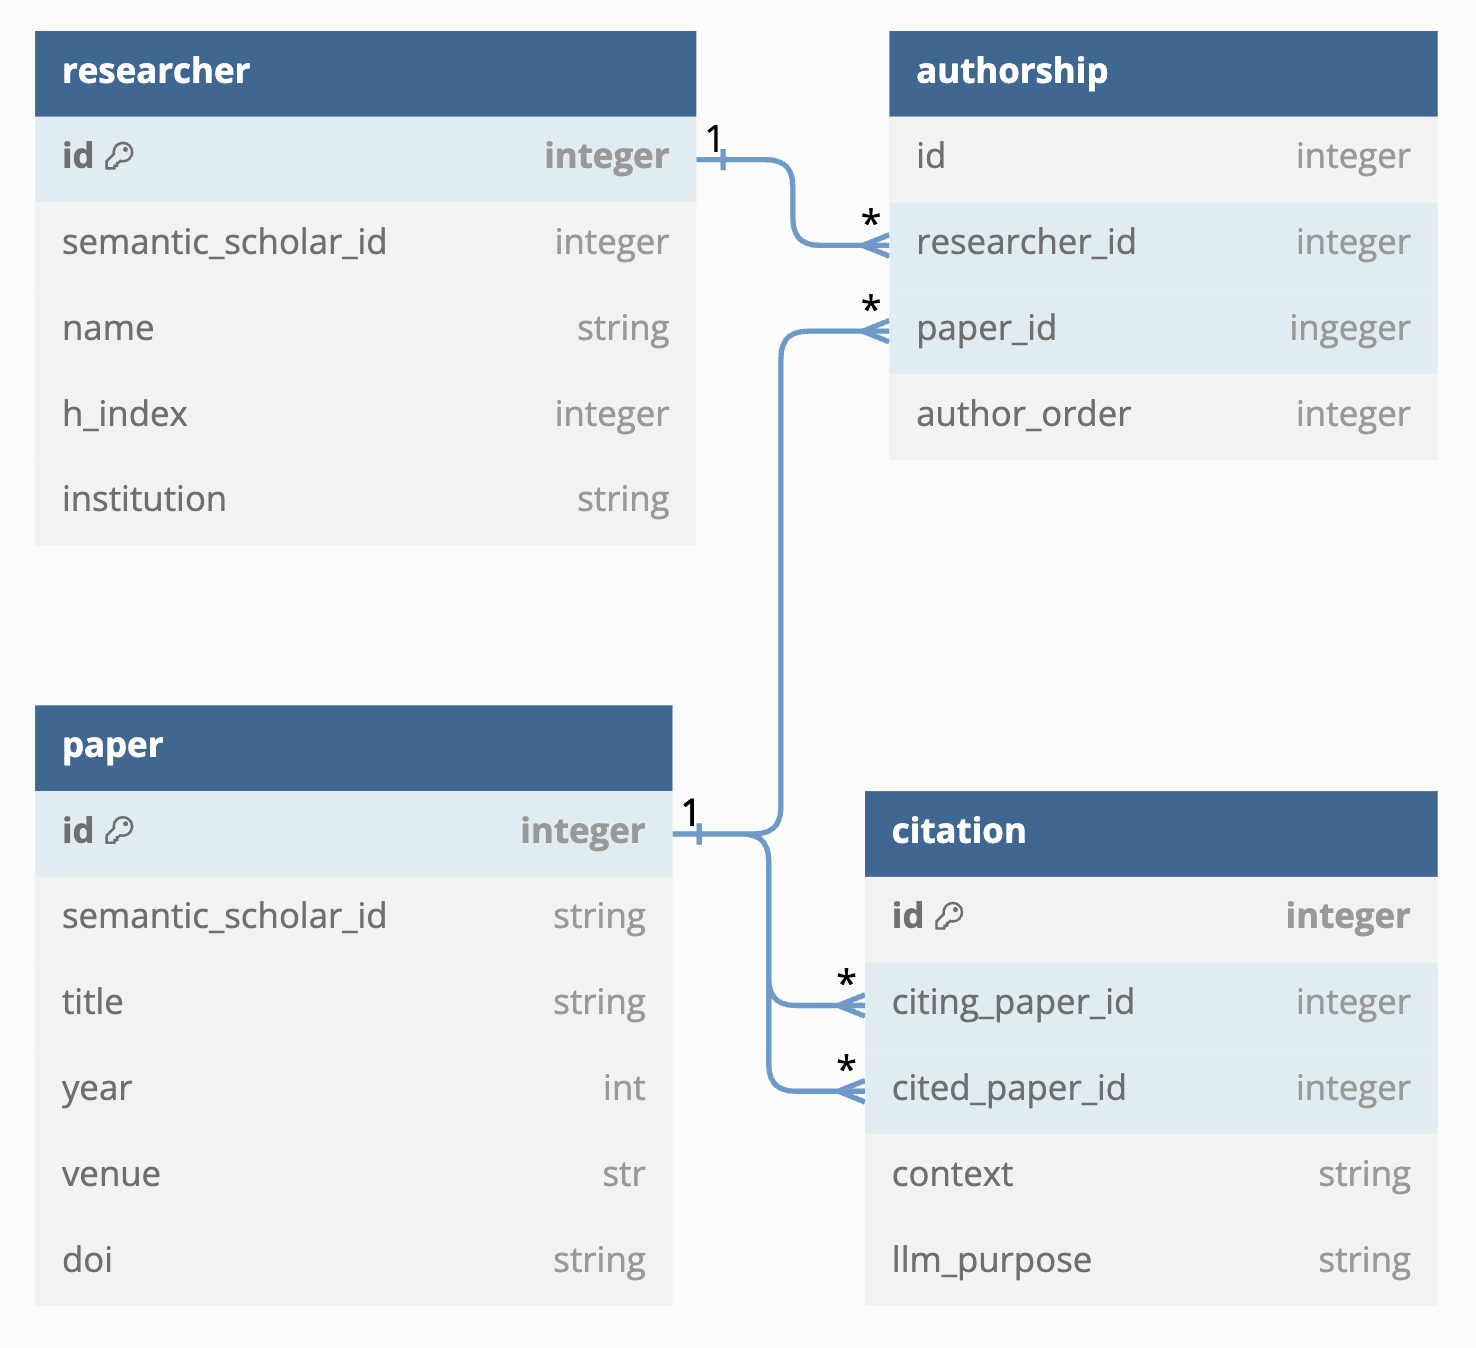 researcher
id integer
semantic_scholar_id integer
name string
h_index integer
institution string
1
authorship
id integer
* researcher_id integer
* paper_id ingeger
author_order integer
paper
id integer
semantic_scholar_id string
title string
year int
venue str
doi string
1
citation
id integer
* citing_paper_id integer
* cited_paper_id integer
context string
llm_purpose string